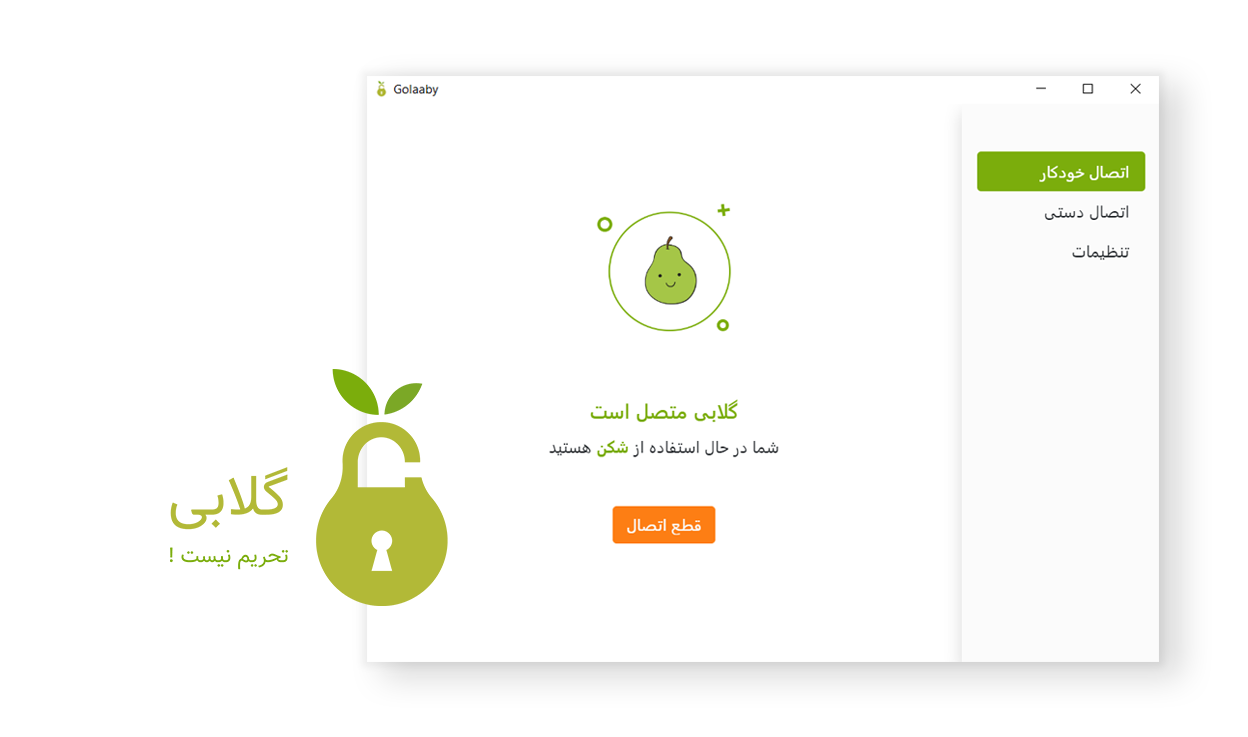 Golaaby
اتصال خودکار
اتصال دستی
تنظیمات
گلابی متصل است
شما در حال استفاده از شکن هستید
قطع اتصال
گلابی
تحریم نیست !